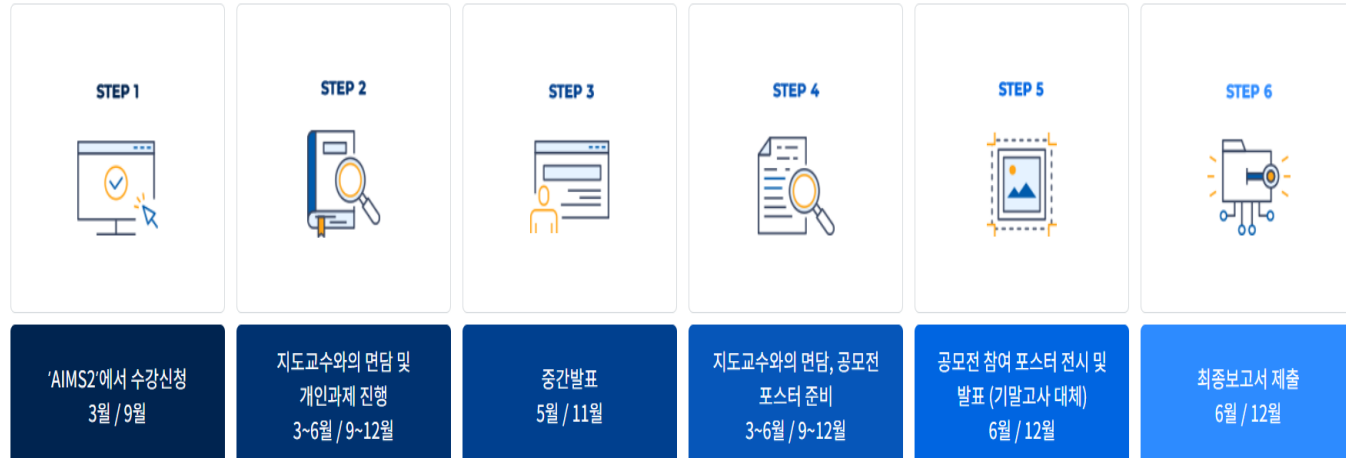 STEP 1
'AIMS2'에서 수강신청
3월 / 9월
STEP 2
지도교수와의 면담 및
개인과제 진행
3~6월 / 9~12월
STEP 3
중간발표
5월 / 11월
STEP 4
지도교수와의 면담, 공모전
포스터 준비
3~6월 / 9~12월
STEP 5
공모전 참여 포스터 전시 및
발표 (기말고사 대체)
6월 / 12월
STEP 6
최종보고서 제출
6월 / 12월